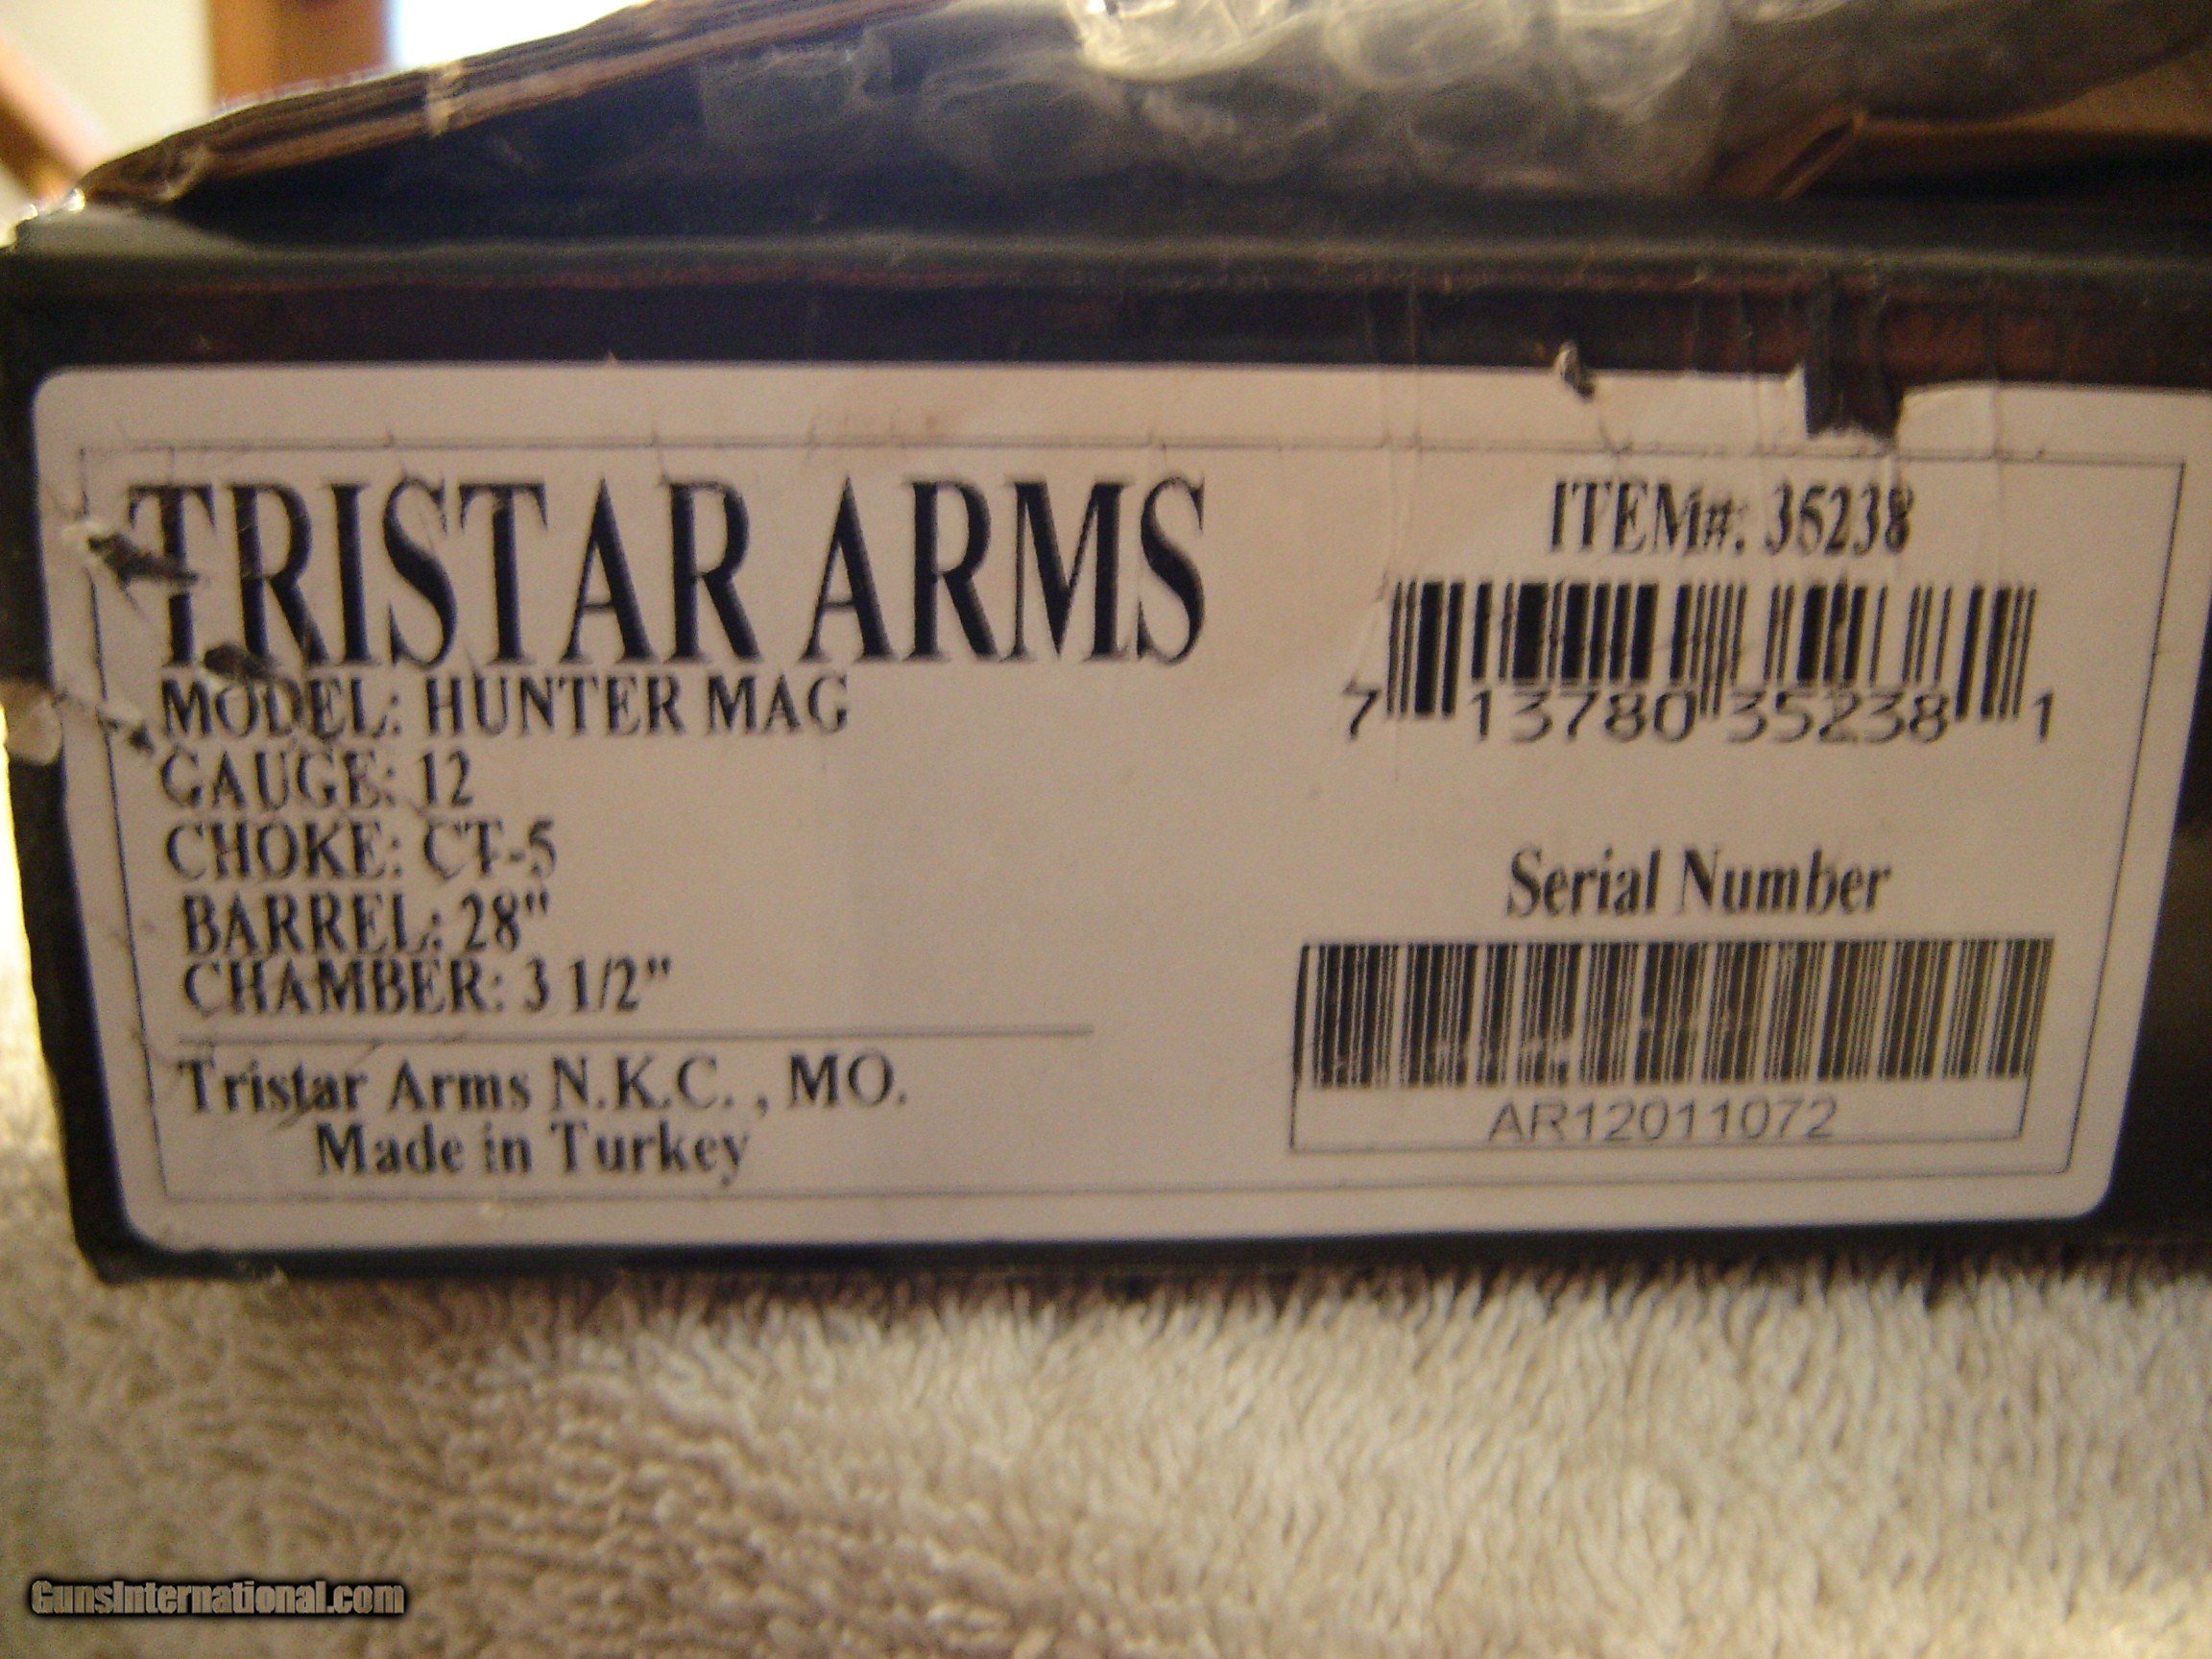 TRISTAR ARMS
MODEL: HUNTER MAG
GAUGE: 12
CHOKE: CT-5
BARREL: 28"
CHAMBER: 3 1/2"
Tristar Arms N.K.C. , MO.
Made in Turkey
ITEM#: 35238
7 13780 35238 1
Serial Number
AR12011072
GunsInternational.com